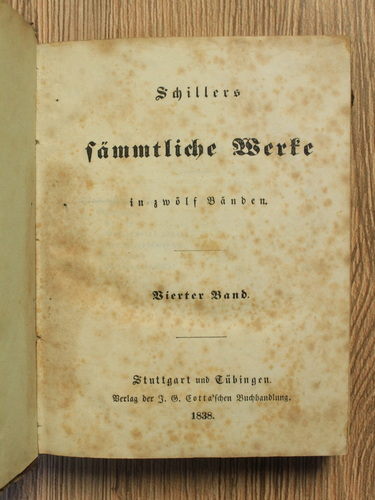 Schillers
sämmtliche Werke
in zwölf Bänden.
Vierter Band.
Stuttgart und Tübingen.
Verlag der J. G. Cotta'schen Buchhandlung.
1838.